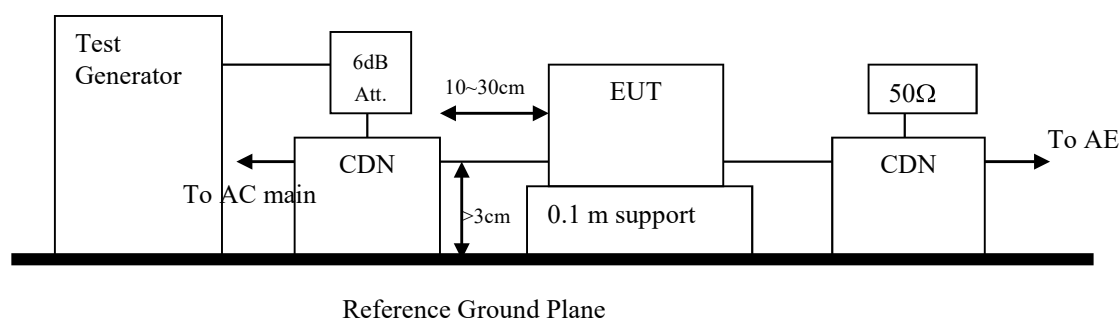 Test
Generator
6dB
Att.
10~30cm
EUT
50Ω
To AE
CDN
CDN
To AC main
>3cm
0.1 m support
Reference Ground Plane